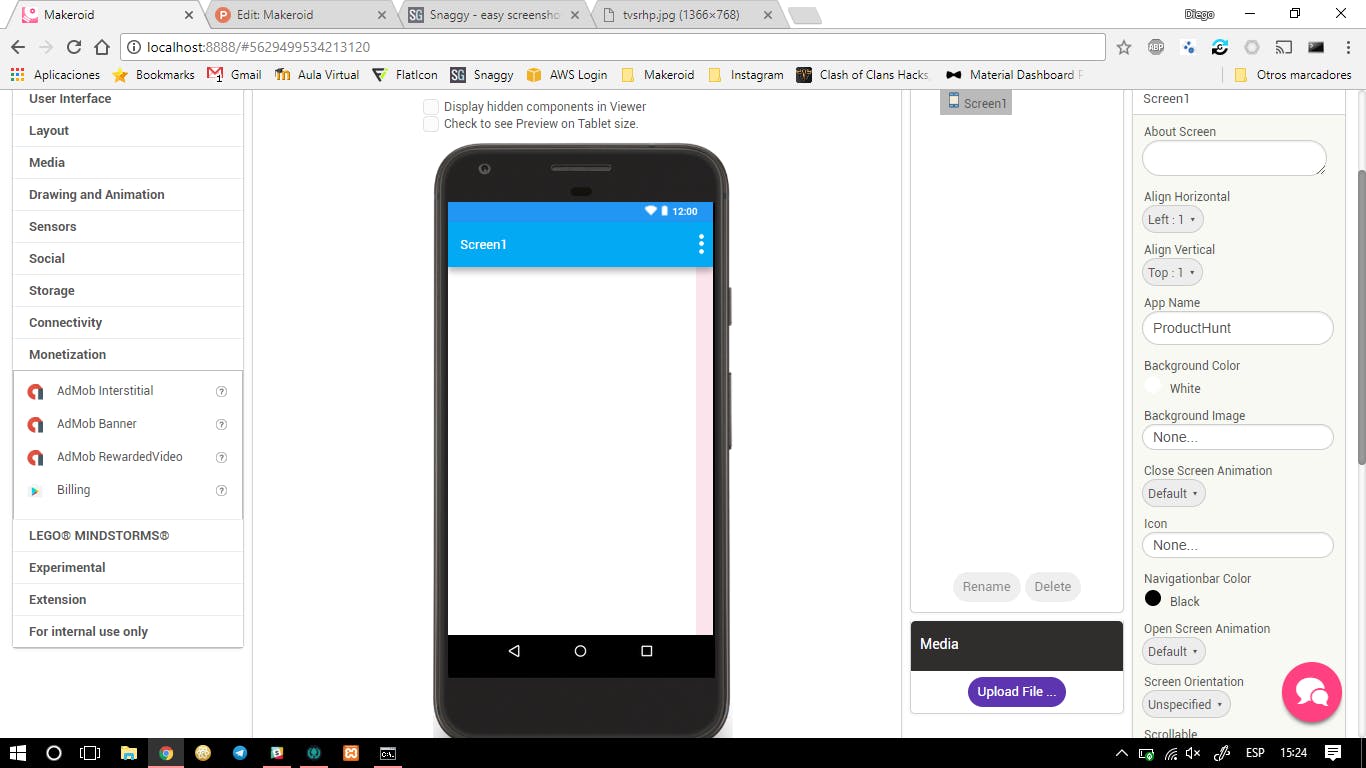 Makeroid
Edit: Makeroid
Snaggy - easy screensho
tvsrhp.jpg (1366×768)
Diego
localhost:8888/#5629499534213120
ABP
Aplicaciones
Bookmarks
1
Gmail
Aula Virtual
FlatIcon
SG
Snaggy
AWS Login
Makeroid
Instagram
Clash of Clans Hacks,
Material Dashboard F
Otros marcadores
User Interface
Layout
Media
Drawing and Animation
Sensors
Social
Storage
Connectivity
Monetization
AdMob Interstitial
AdMob Banner
AdMob RewardedVideo
Billing
LEGO® MINDSTORMS®
Experimental
Extension
For internal use only
Display hidden components in Viewer
Check to see Preview on Tablet size.
12:00
Screen1
Screen1
Rename
Delete
Media
Upload File ...
Screen1
About Screen
Align Horizontal
Left : 1
Align Vertical
Top : 1
App Name
ProductHunt
Background Color
White
Background Image
None...
Close Screen Animation
Default
Icon
None...
Navigationbar Color
Black
Open Screen Animation
Default
Screen Orientation
Unspecified
Scrollable
ESP
15:24